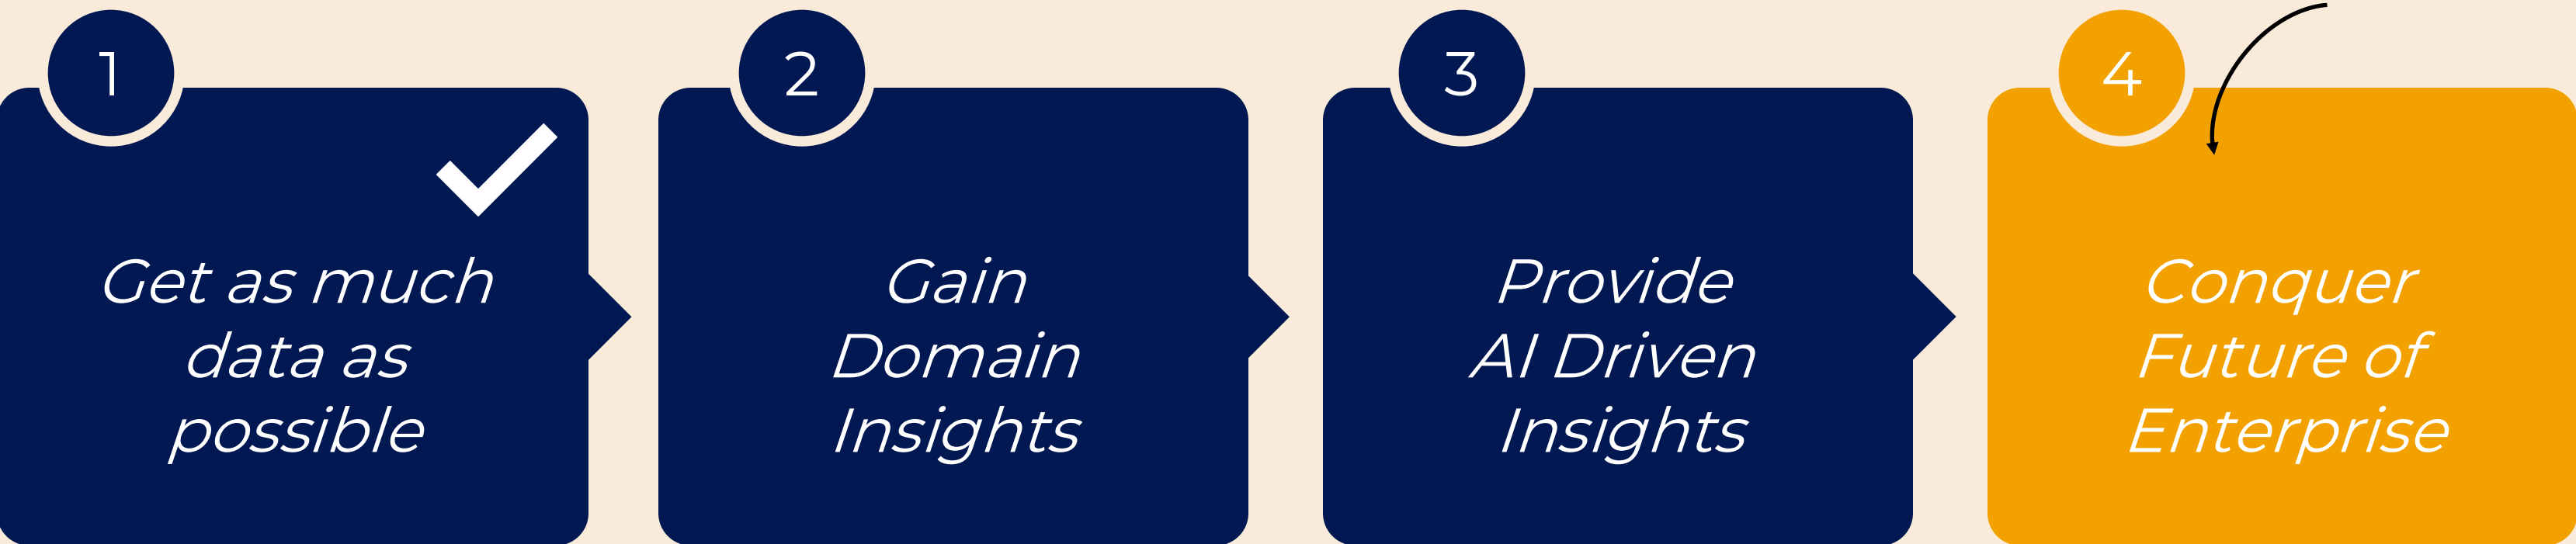 1
Get as much
data as
possible
2
Gain
Domain
Insights
3
Provide
AI Driven
Insights
4
Conquer
Future of
Enterprise